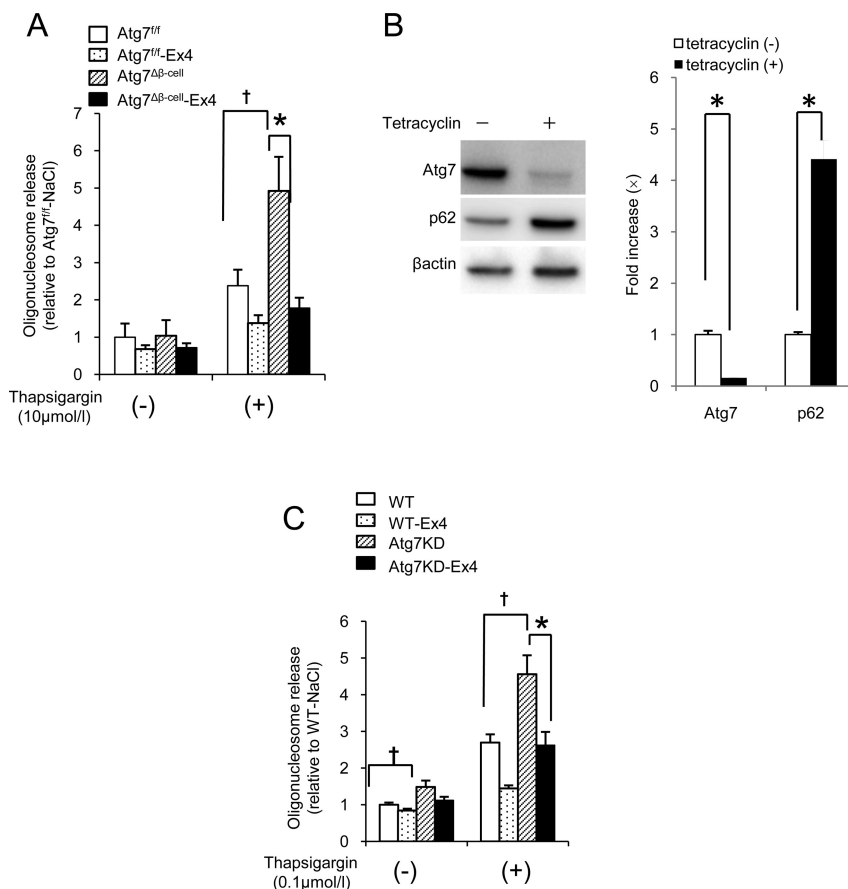 A
Atg7f/f
Atg7f/f-Ex4
Atg7Δβ-cell
Atg7Δβ-cell-Ex4
Oligonucleosome release
(relative to Atg7f/f-NaCl)
7
6
5
4
3
2
1
0
†
*
Thapsigargin
(10μmol/l)
(-)
(+)
B
Tetracyclin
−
+
Atg7
p62
βactin
tetracyclin (-)
tetracyclin (+)
Fold increase (×)
6
5
4
3
2
1
0
*
*
Atg7
p62
C
WT
WT-Ex4
Atg7KD
Atg7KD-Ex4
Oligonucleosome release
(relative to WT-NaCl)
6
5
4
3
2
1
0
†
†
*
Thapsigargin
(0.1μmol/l)
(-)
(+)